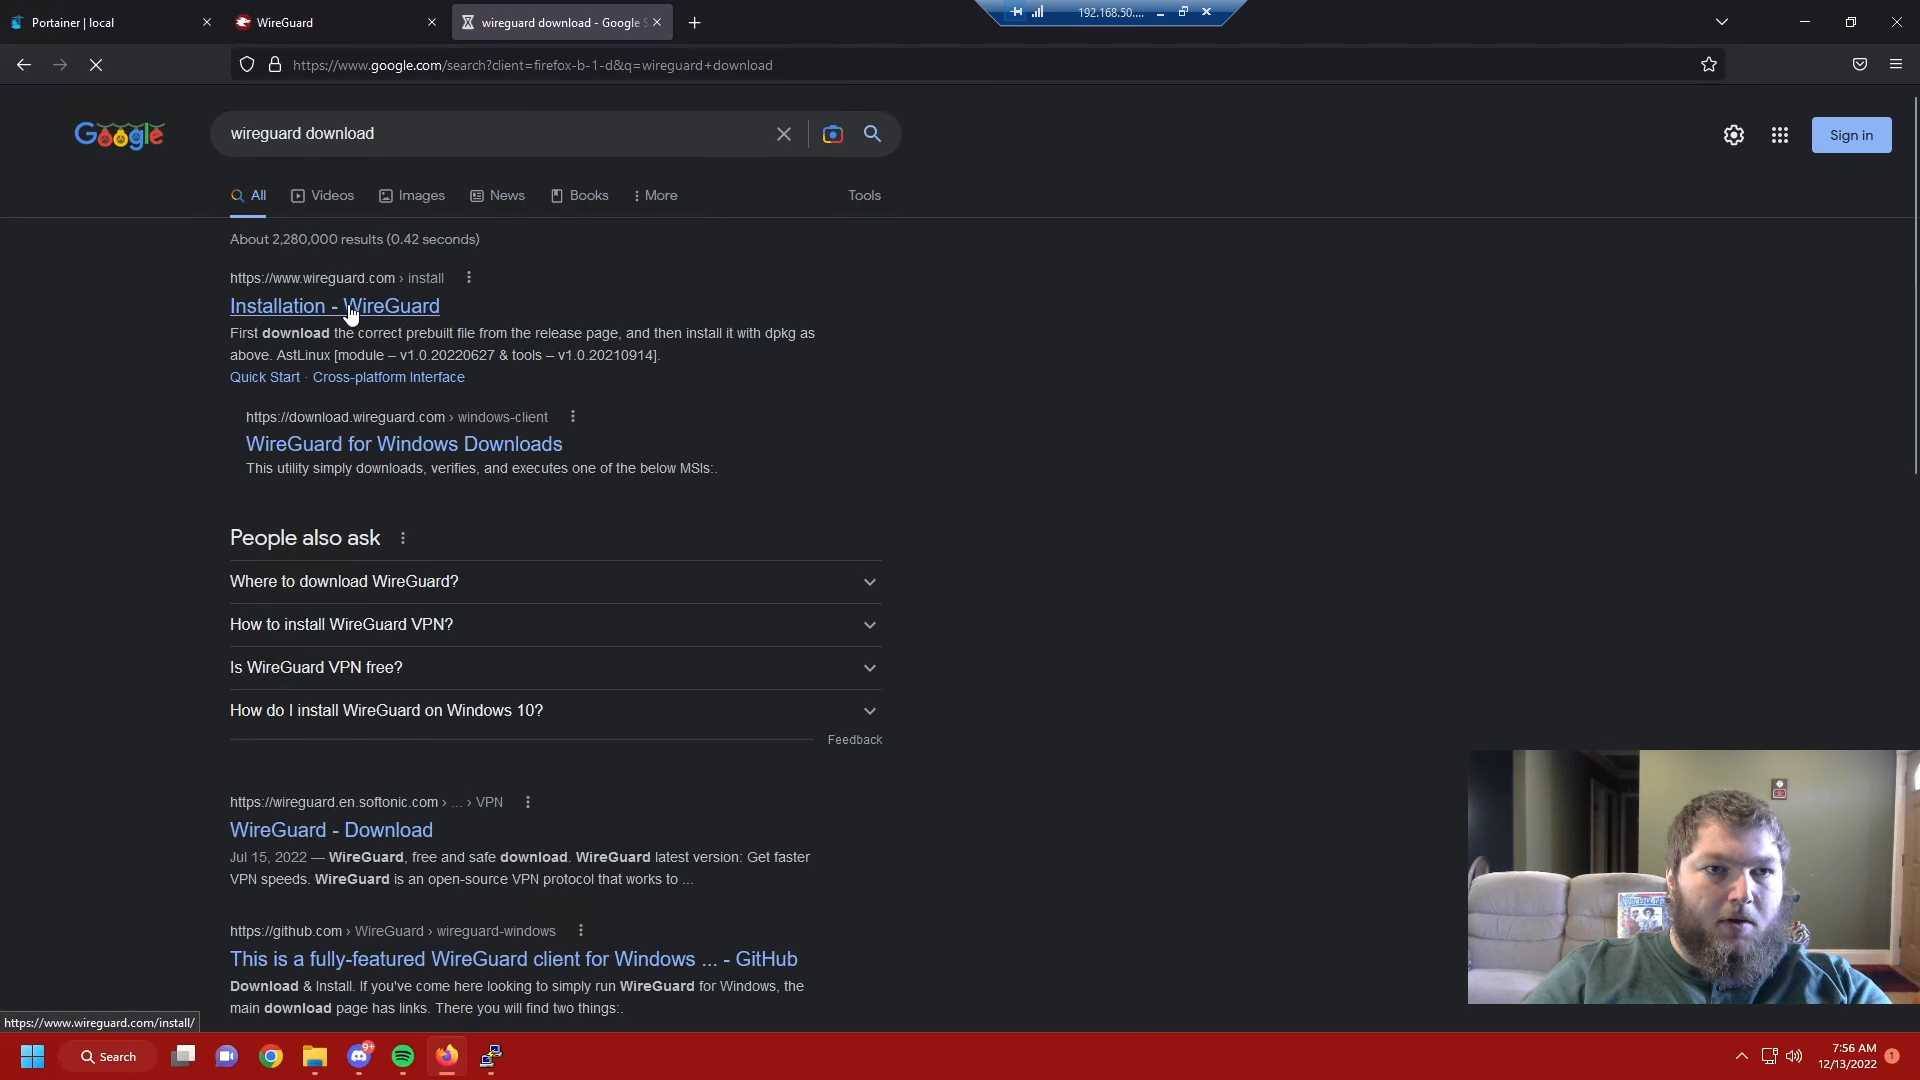 Portainer | local
WireGuard
wireguard download - Google S
192.168.50....
https://www.google.com/search?client=firefox-b-1-d&q=wireguard+download
Google
wireguard download
Sign in
All
Videos
Images
News
Books
More
Tools
About 2,280,000 results (0.42 seconds)
https://www.wireguard.com › install
Installation - WireGuard
First download the correct prebuilt file from the release page, and then install it with dpkg as
above. AstLinux [module – v1.0.20220627 & tools – v1.0.20210914].
Quick Start · Cross-platform Interface
https://download.wireguard.com › windows-client
WireGuard for Windows Downloads
This utility simply downloads, verifies, and executes one of the below MSIs:.
People also ask
Where to download WireGuard?
How to install WireGuard VPN?
Is WireGuard VPN free?
How do I install WireGuard on Windows 10?
Feedback
https://wireguard.en.softonic.com › ... › VPN
WireGuard - Download
Jul 15, 2022 — WireGuard, free and safe download. WireGuard latest version: Get faster
VPN speeds. WireGuard is an open-source VPN protocol that works to ...
https://github.com › WireGuard › wireguard-windows
This is a fully-featured WireGuard client for Windows ... - GitHub
Download & Install. If you've come here looking to simply run WireGuard for Windows, the
main download page has links. There you will find two things:.
https://www.wireguard.com/install/
Search
9+
7:56 AM
12/13/2022
1